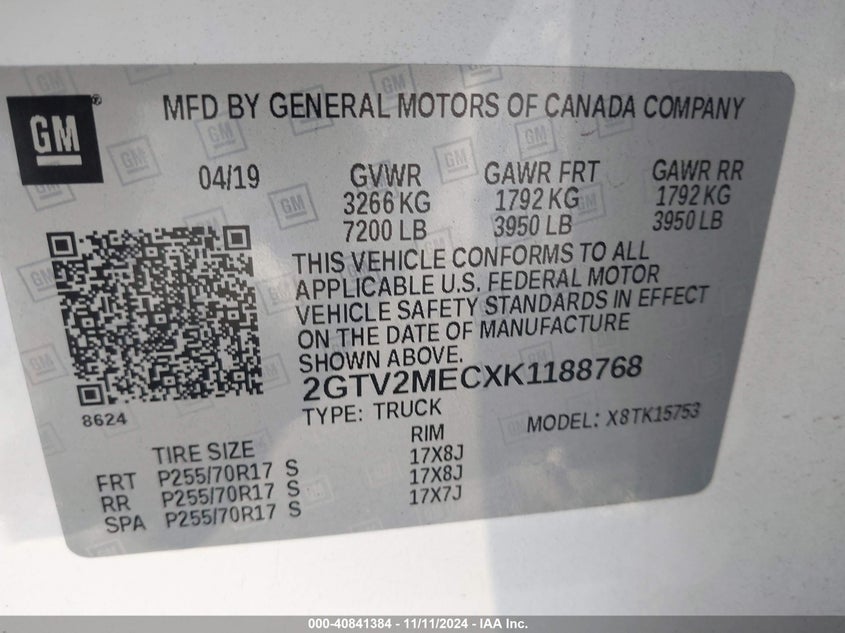 GM®
MFD BY GENERAL MOTORS OF CANADA COMPANY
04/19 GVWR GAWR FRT GAWR RR
3266 KG 1792 KG 1792 KG
7200 LB 3950 LB 3950 LB
THIS VEHICLE CONFORMS TO ALL
APPLICABLE U.S. FEDERAL MOTOR
VEHICLE SAFETY STANDARDS IN EFFECT
ON THE DATE OF MANUFACTURE
SHOWN ABOVE.
2GTV2MECXK1188768
8624
TYPE: TRUCK MODEL: X8TK15753
TIRE SIZE RIM
FRT P255/70R17 S 17X8J
RR P255/70R17 S 17X8J
SPA P255/70R17 S 17X7J
000-40841384 - 11/11/2024 - IAA Inc.